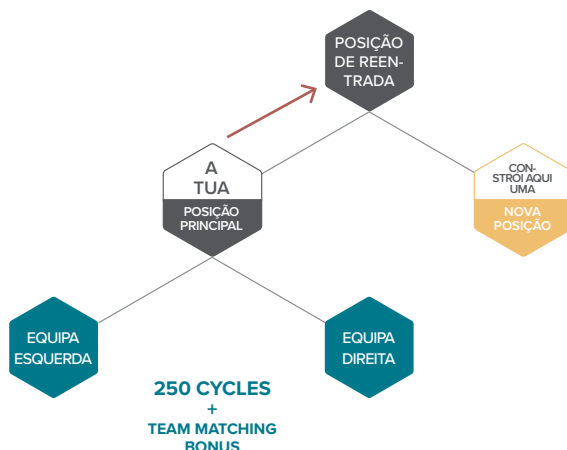 POSIÇÃO
DE REEN-
TRADA
A
TUA
POSIÇÃO
PRINCIPAL
CON-
STRÓI AQUI
UMA
NOVA
POSIÇÃO
EQUIPA
ESQUERDA
EQUIPA
DIREITA
250 CYCLES
+
TEAM MATCHING
BONUS